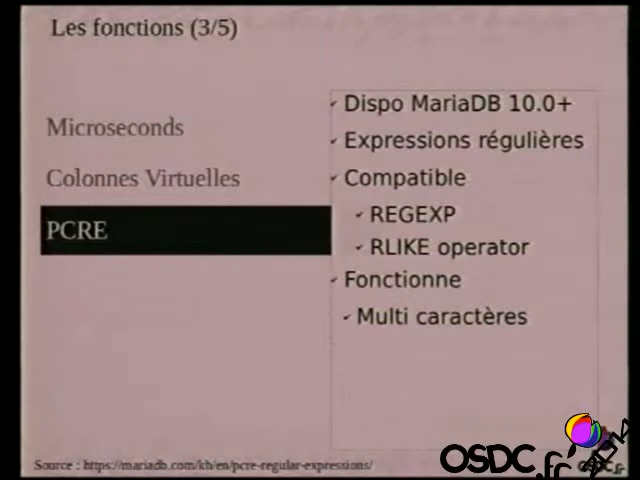 Les fonctions (3/5)
Microseconds
Colonnes Virtuelles
PCRE
Dispo MariaDB 10.0+
Expressions régulières
Compatible
REGEXP
RLIKE operator
Fonctionne
Multi caractères
Source : https://mariadb.com/kb/en/pcre-regular-expressions/
OSDC.fr